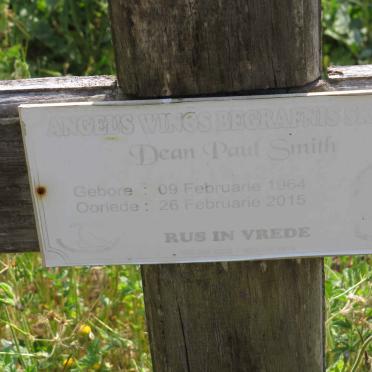 ANGELS WINGS BEGRAFNIS
Dean Paul Smith
Gebore : 09 Februarie 1964
Oorlede : 26 Februarie 2015
RUS IN VREDE